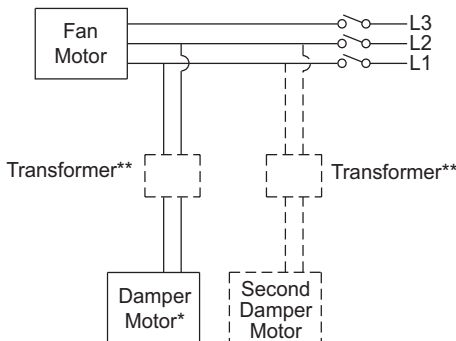 Fan
Motor
L3
L2
L1
Transformer**
Transformer**
Damper
Motor*
Second
Damper
Motor